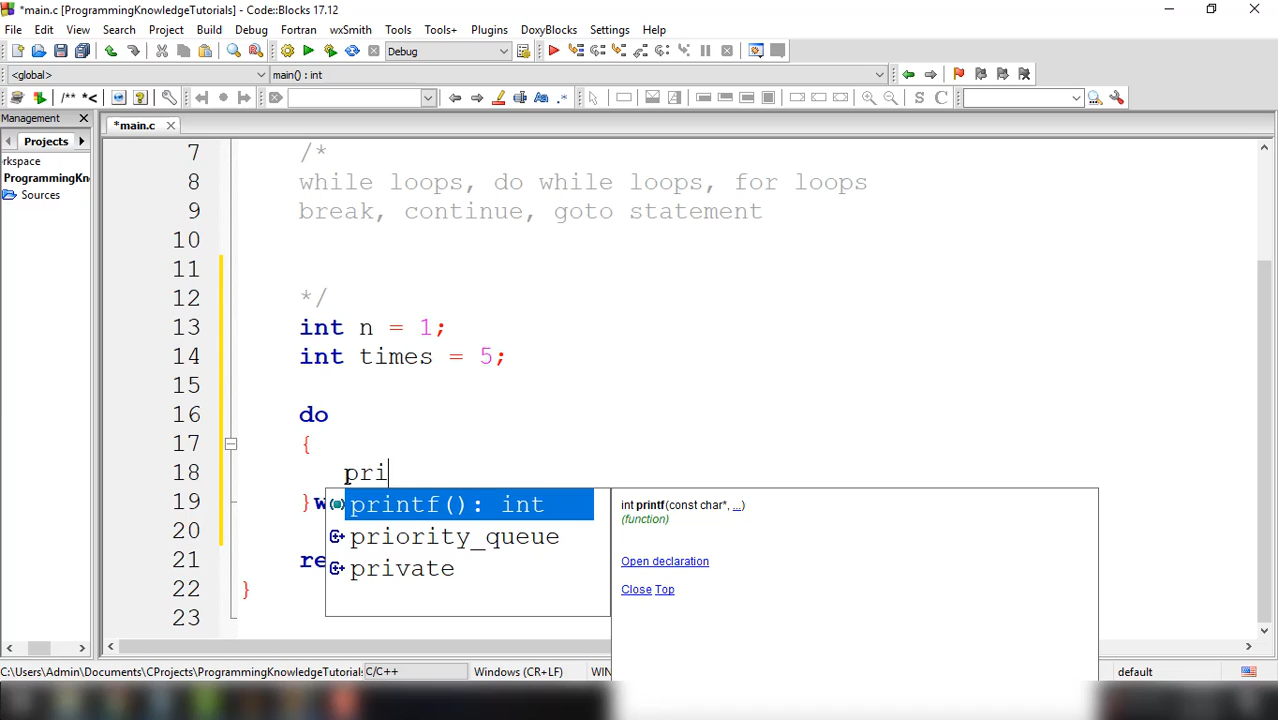 *main.c [ProgrammingKnowledgeTutorials] - Code::Blocks 17.12
File Edit View Search Project Build Debug Fortran wxSmith Tools Tools+ Plugins DoxyBlocks Settings Help
Debug
<global> main() : int
/** *<
S C
Management
Projects
*main.c
rkspace
ProgrammingKn
Sources
7 /*
8 while loops, do while loops, for loops
9 break, continue, goto statement
10
11
12 */
13 int n = 1;
14 int times = 5;
15
16 do
17 {
18 pri
19 }w
20
21 re
22 }
23
printf(): int
priority_queue
private
int printf(const char*, ...)
(function)
Open declaration
Close Top
C:\Users\Admin\Documents\CProjects\ProgrammingKnowledgeTutorials C/C++ Windows (CR+LF) WIN default